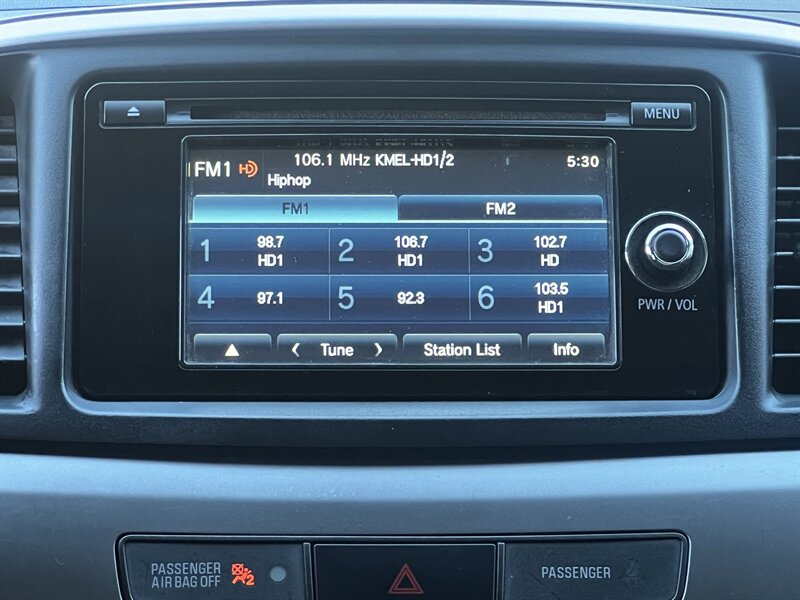 MENU
FM1 HD 106.1 MHz KMEL-HD1/2 5:30
Hiphop
FM1 FM2
1 98.7 HD1 2 106.7 HD1 3 102.7 HD
4 97.1 5 92.3 6 103.5 HD1
Tune Station List Info
PWR / VOL
PASSENGER
AIR BAG OFF 2
PASSENGER